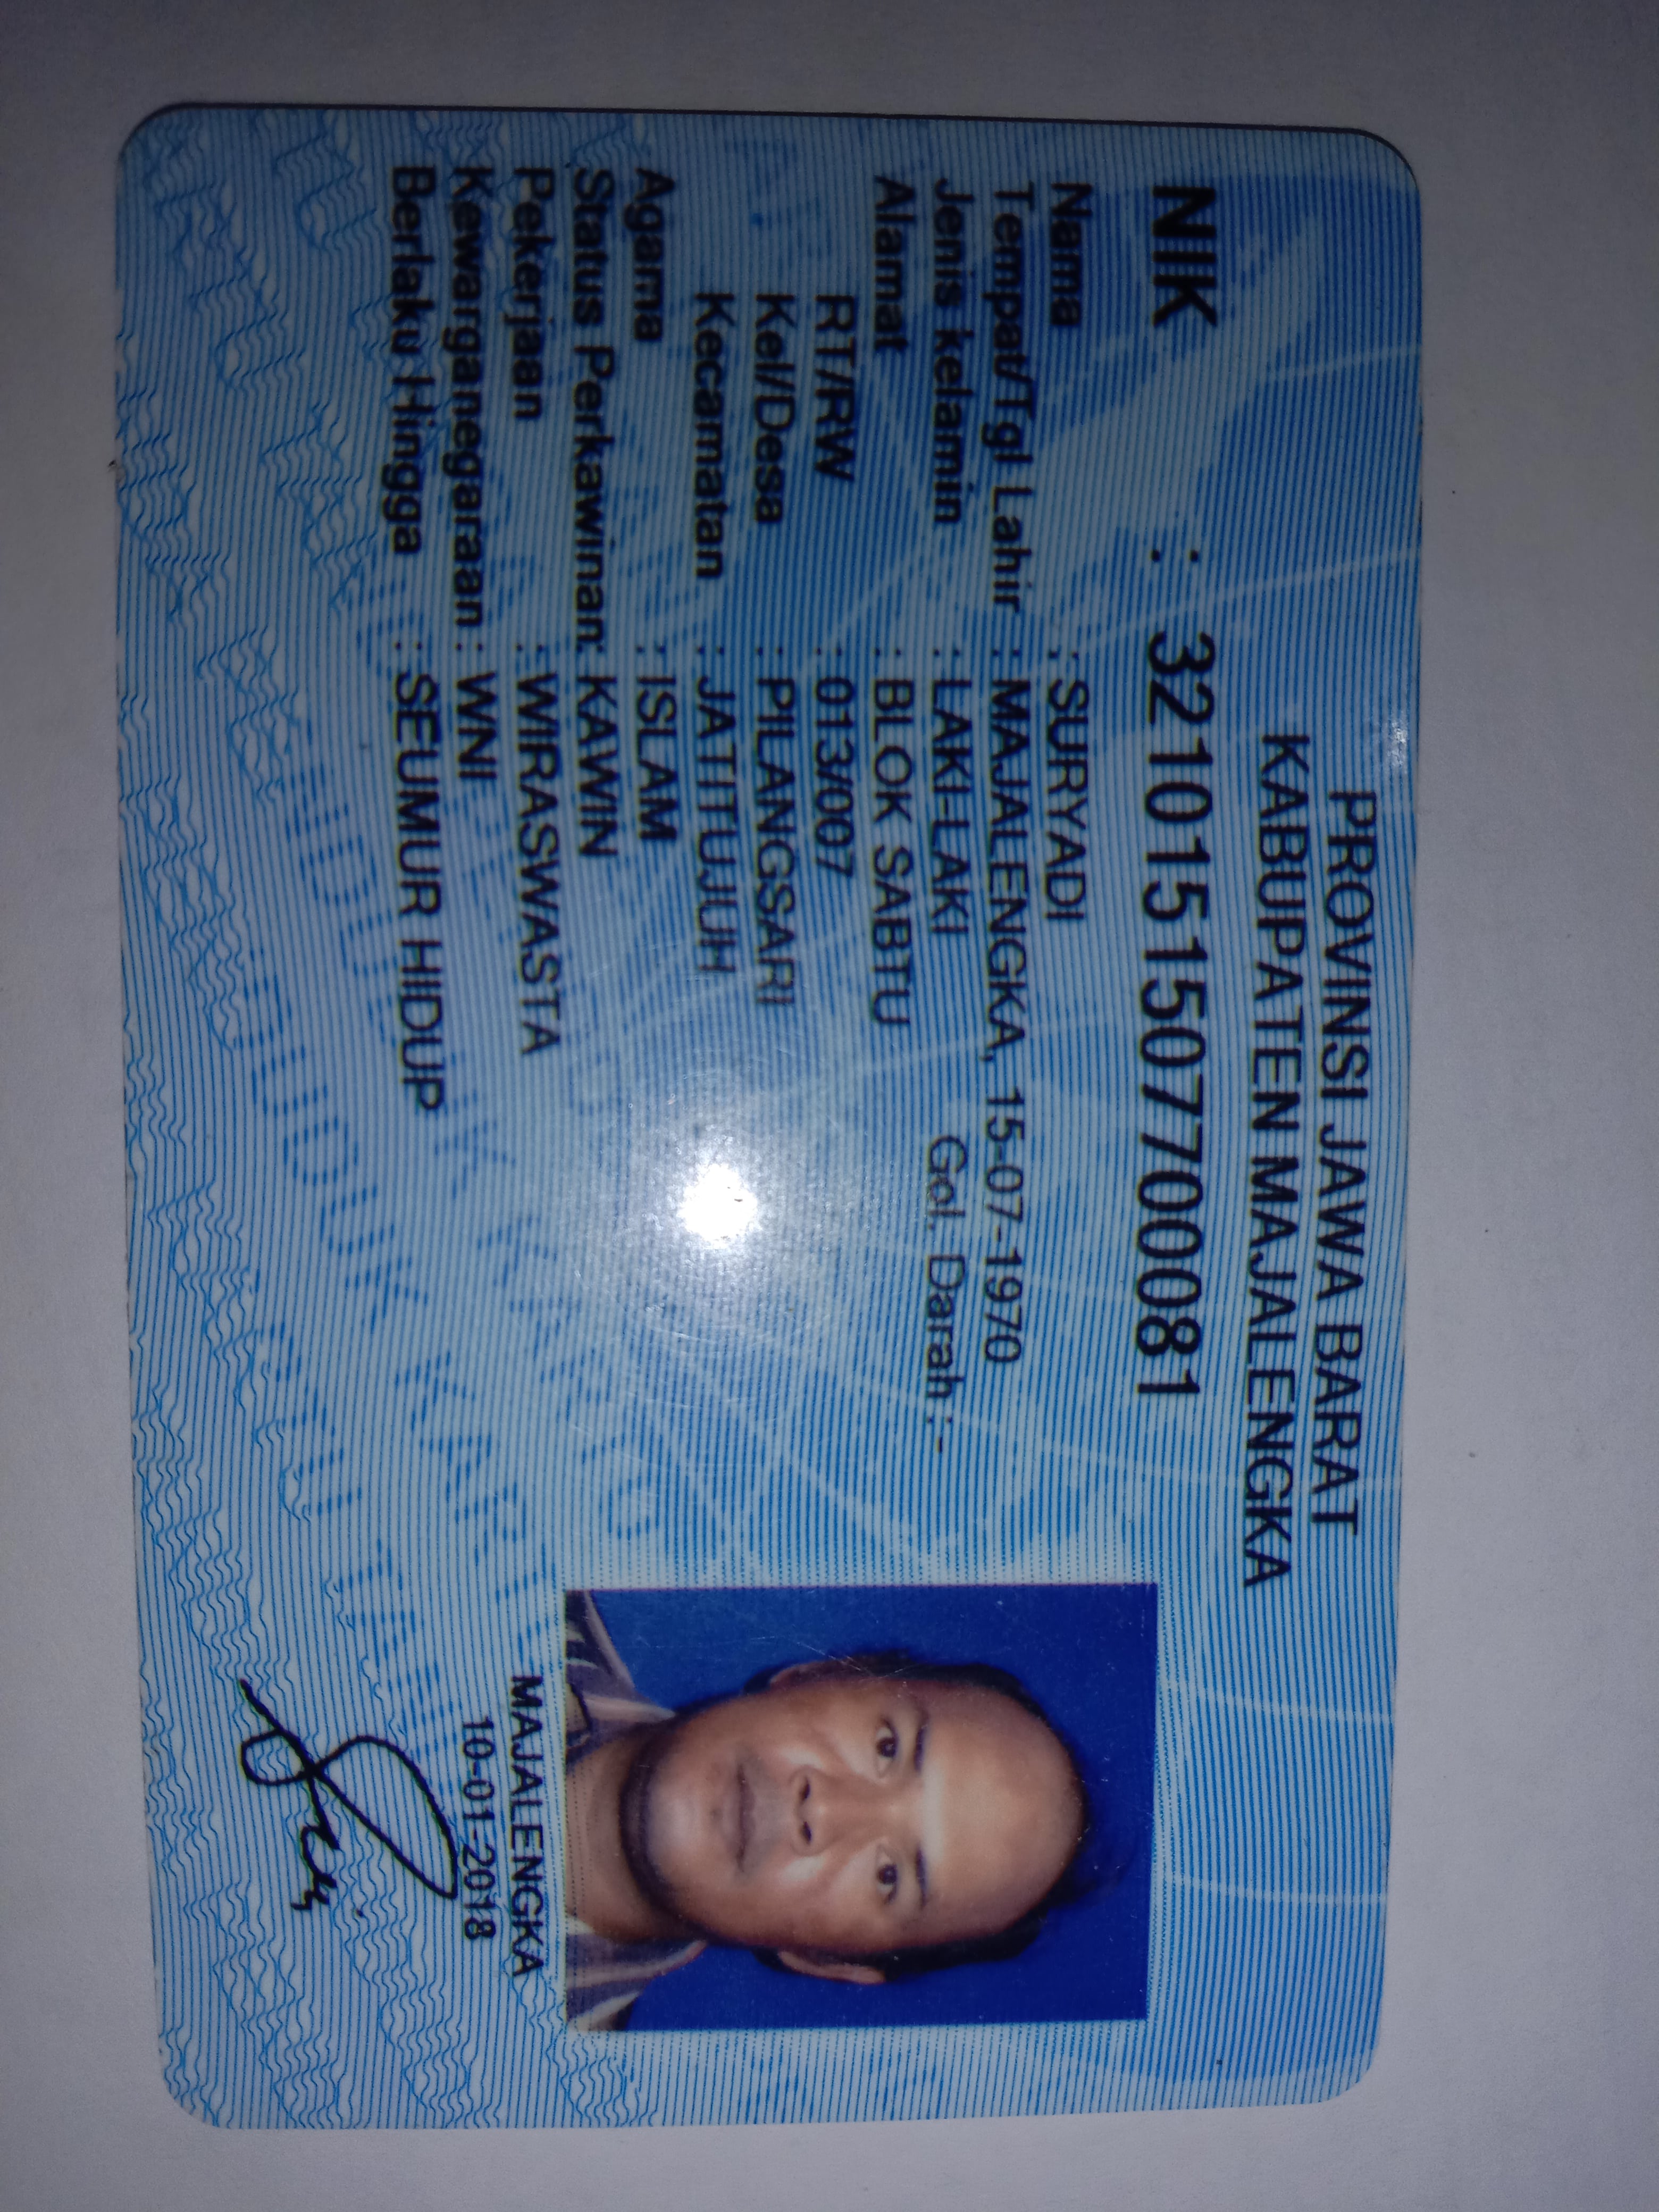 PROVINSI JAWA BARAT
KABUPATEN MAJALENGKA
NIK : 3210151507700081
Nama : SURYADI
Tempat/Tgl Lahir : MAJALENGKA, 15-07-1970
Jenis kelamin : LAKI-LAKI Gol. Darah :-
Alamat : BLOK SABTU
RT/RW : 013/007
Kel/Desa : PILANGSARI
Kecamatan : JATITUJUH
Agama : ISLAM
Status Perkawinan: KAWIN
Pekerjaan : WIRASWASTA
Kewarganegaraan : WNI
Berlaku Hingga : SEUMUR HIDUP
MAJALENGKA
10-01-2018